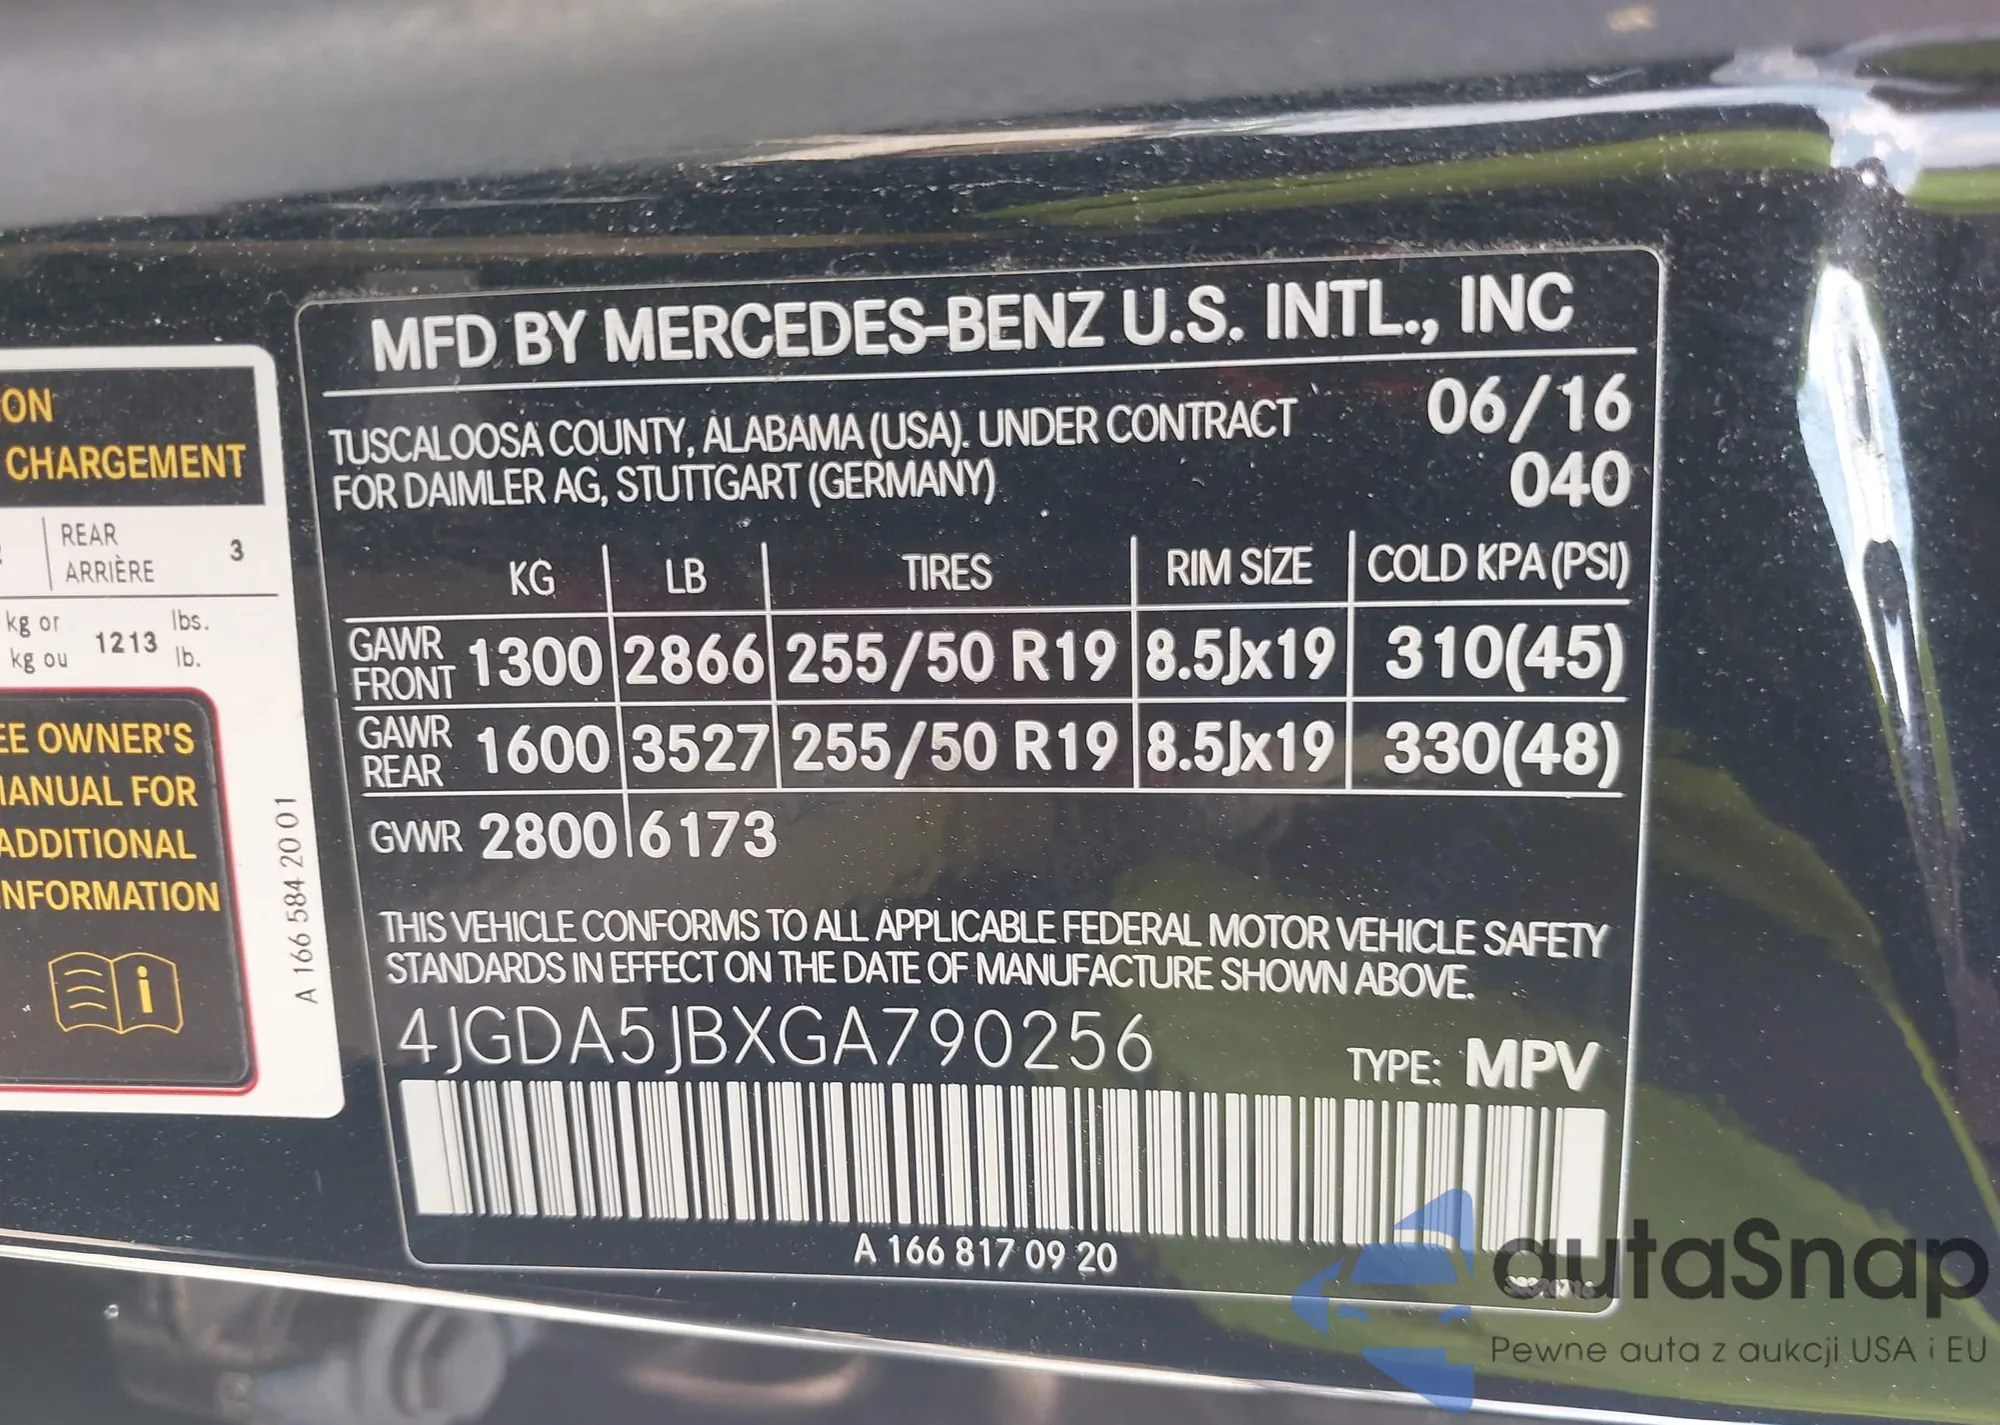 ON
CHARGEMENT
REAR
ARRIÈRE 3
kg or
kg ou 1213 lbs.
lb.
OWNER'S
FOR
ADDITIONAL
A 166 584 20 01
MFD BY MERCEDES-BENZ U.S. INTL., INC
TUSCALOOSA COUNTY, ALABAMA (USA). UNDER CONTRACT 06/16
FOR DAIMLER AG, STUTTGART (GERMANY) 040
KG LB TIRES RIM SIZE COLD KPA (PSI)
GAWR FRONT 1300 2866 255/50 R19 8.5Jx19 310(45)
GAWR REAR 1600 3527 255/50 R19 8.5Jx19 330(48)
GVWR 2800 6173
THIS VEHICLE CONFORMS TO ALL APPLICABLE FEDERAL MOTOR VEHICLE SAFETY
STANDARDS IN EFFECT ON THE DATE OF MANUFACTURE SHOWN ABOVE.
4JGDA5JBXGA790256
TYPE: MPV
A 166 817 09 20
autaSnap
Pewne auta z aukcji USA i EU